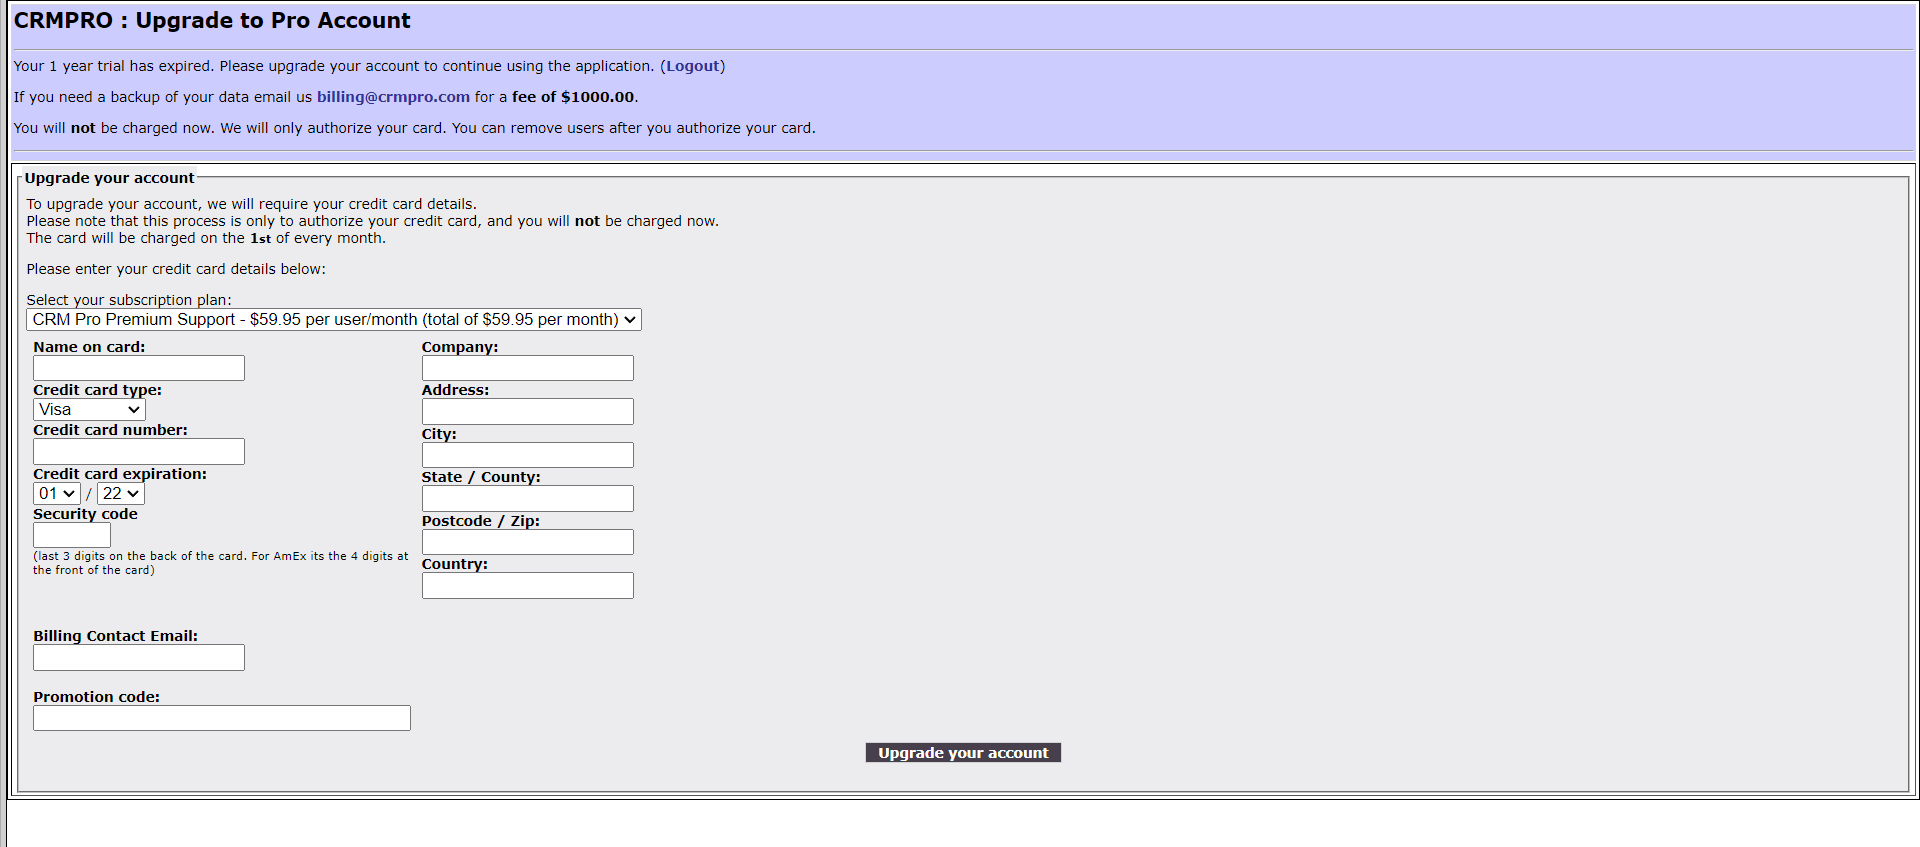 CRMPRO : Upgrade to Pro Account
Your 1 year trial has expired. Please upgrade your account to continue using the application. (Logout)
If you need a backup of your data email us billing@crmpro.com for a fee of $1000.00.
You will not be charged now. We will only authorize your card. You can remove users after you authorize your card.
Upgrade your account
To upgrade your account, we will require your credit card details.
Please note that this process is only to authorize your credit card, and you will not be charged now.
The card will be charged on the 1st of every month.
Please enter your credit card details below:
Select your subscription plan:
CRM Pro Premium Support - $59.95 per user/month (total of $59.95 per month)
Name on card:
Credit card type:
Visa
Credit card number:
Credit card expiration:
01 / 22
Security code
(last 3 digits on the back of the card. For AmEx its the 4 digits at
the front of the card)
Company:
Address:
City:
State / County:
Postcode / Zip:
Country:
Billing Contact Email:
Promotion code:
Upgrade your account